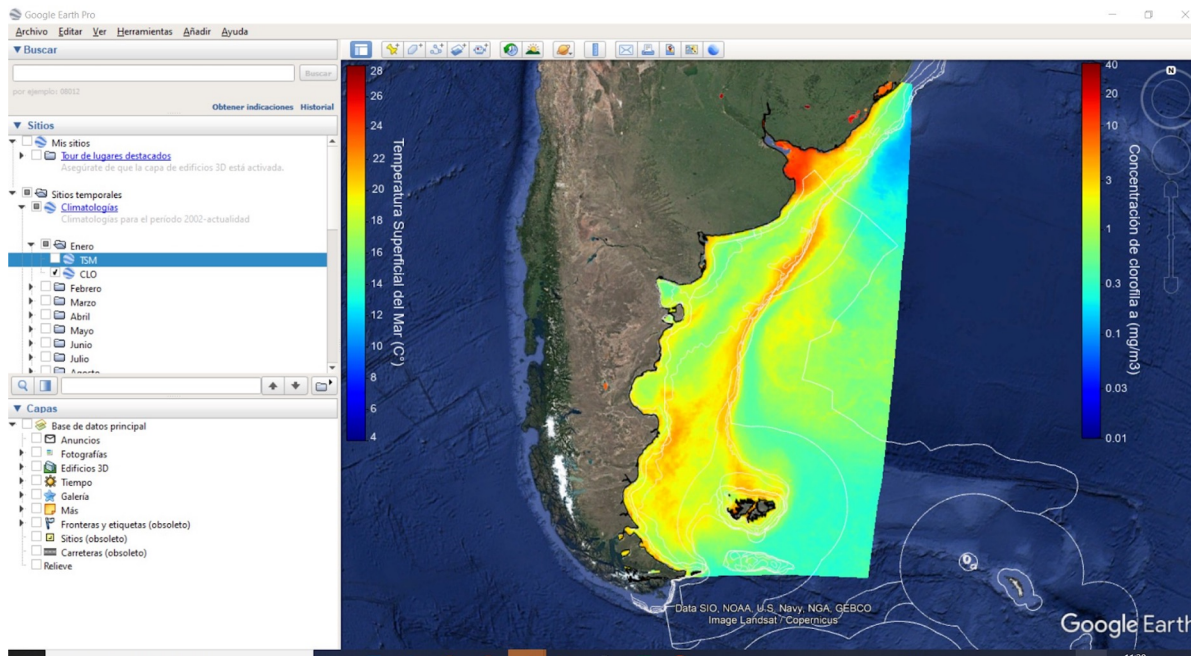 Google Earth Pro
Archivo Editar Ver Herramientas Añadir Ayuda
Buscar
Buscar
por ejemplo: 08012
Obtener indicaciones Historial
Sitios
Mis sitios
Tour de lugares destacados
Asegúrate de que la capa de edificios 3D está activada.
Sitios temporales
Climatologías
Climatologías para el período 2002-actualidad
Enero
TSM
CLO
Febrero
Marzo
Abril
Mayo
Junio
Julio
Agosto
Capas
Base de datos principal
Anuncios
Fotografías
Edificios 3D
Tiempo
Galería
Más
Fronteras y etiquetas (obsoleto)
Sitios (obsoleto)
Carreteras (obsoleto)
Relieve
28
26
24
22
20
18
16
14
12
10
8
6
4
Temperatura Superficial del Mar (C°)
40
20
10
3
1
0.3
0.1
0.03
0.01
Concentración de clorofila a (mg/m3)
N
Data SIO, NOAA, U.S. Navy, NGA, GEBCO
Image Landsat / Copernicus
Google Earth